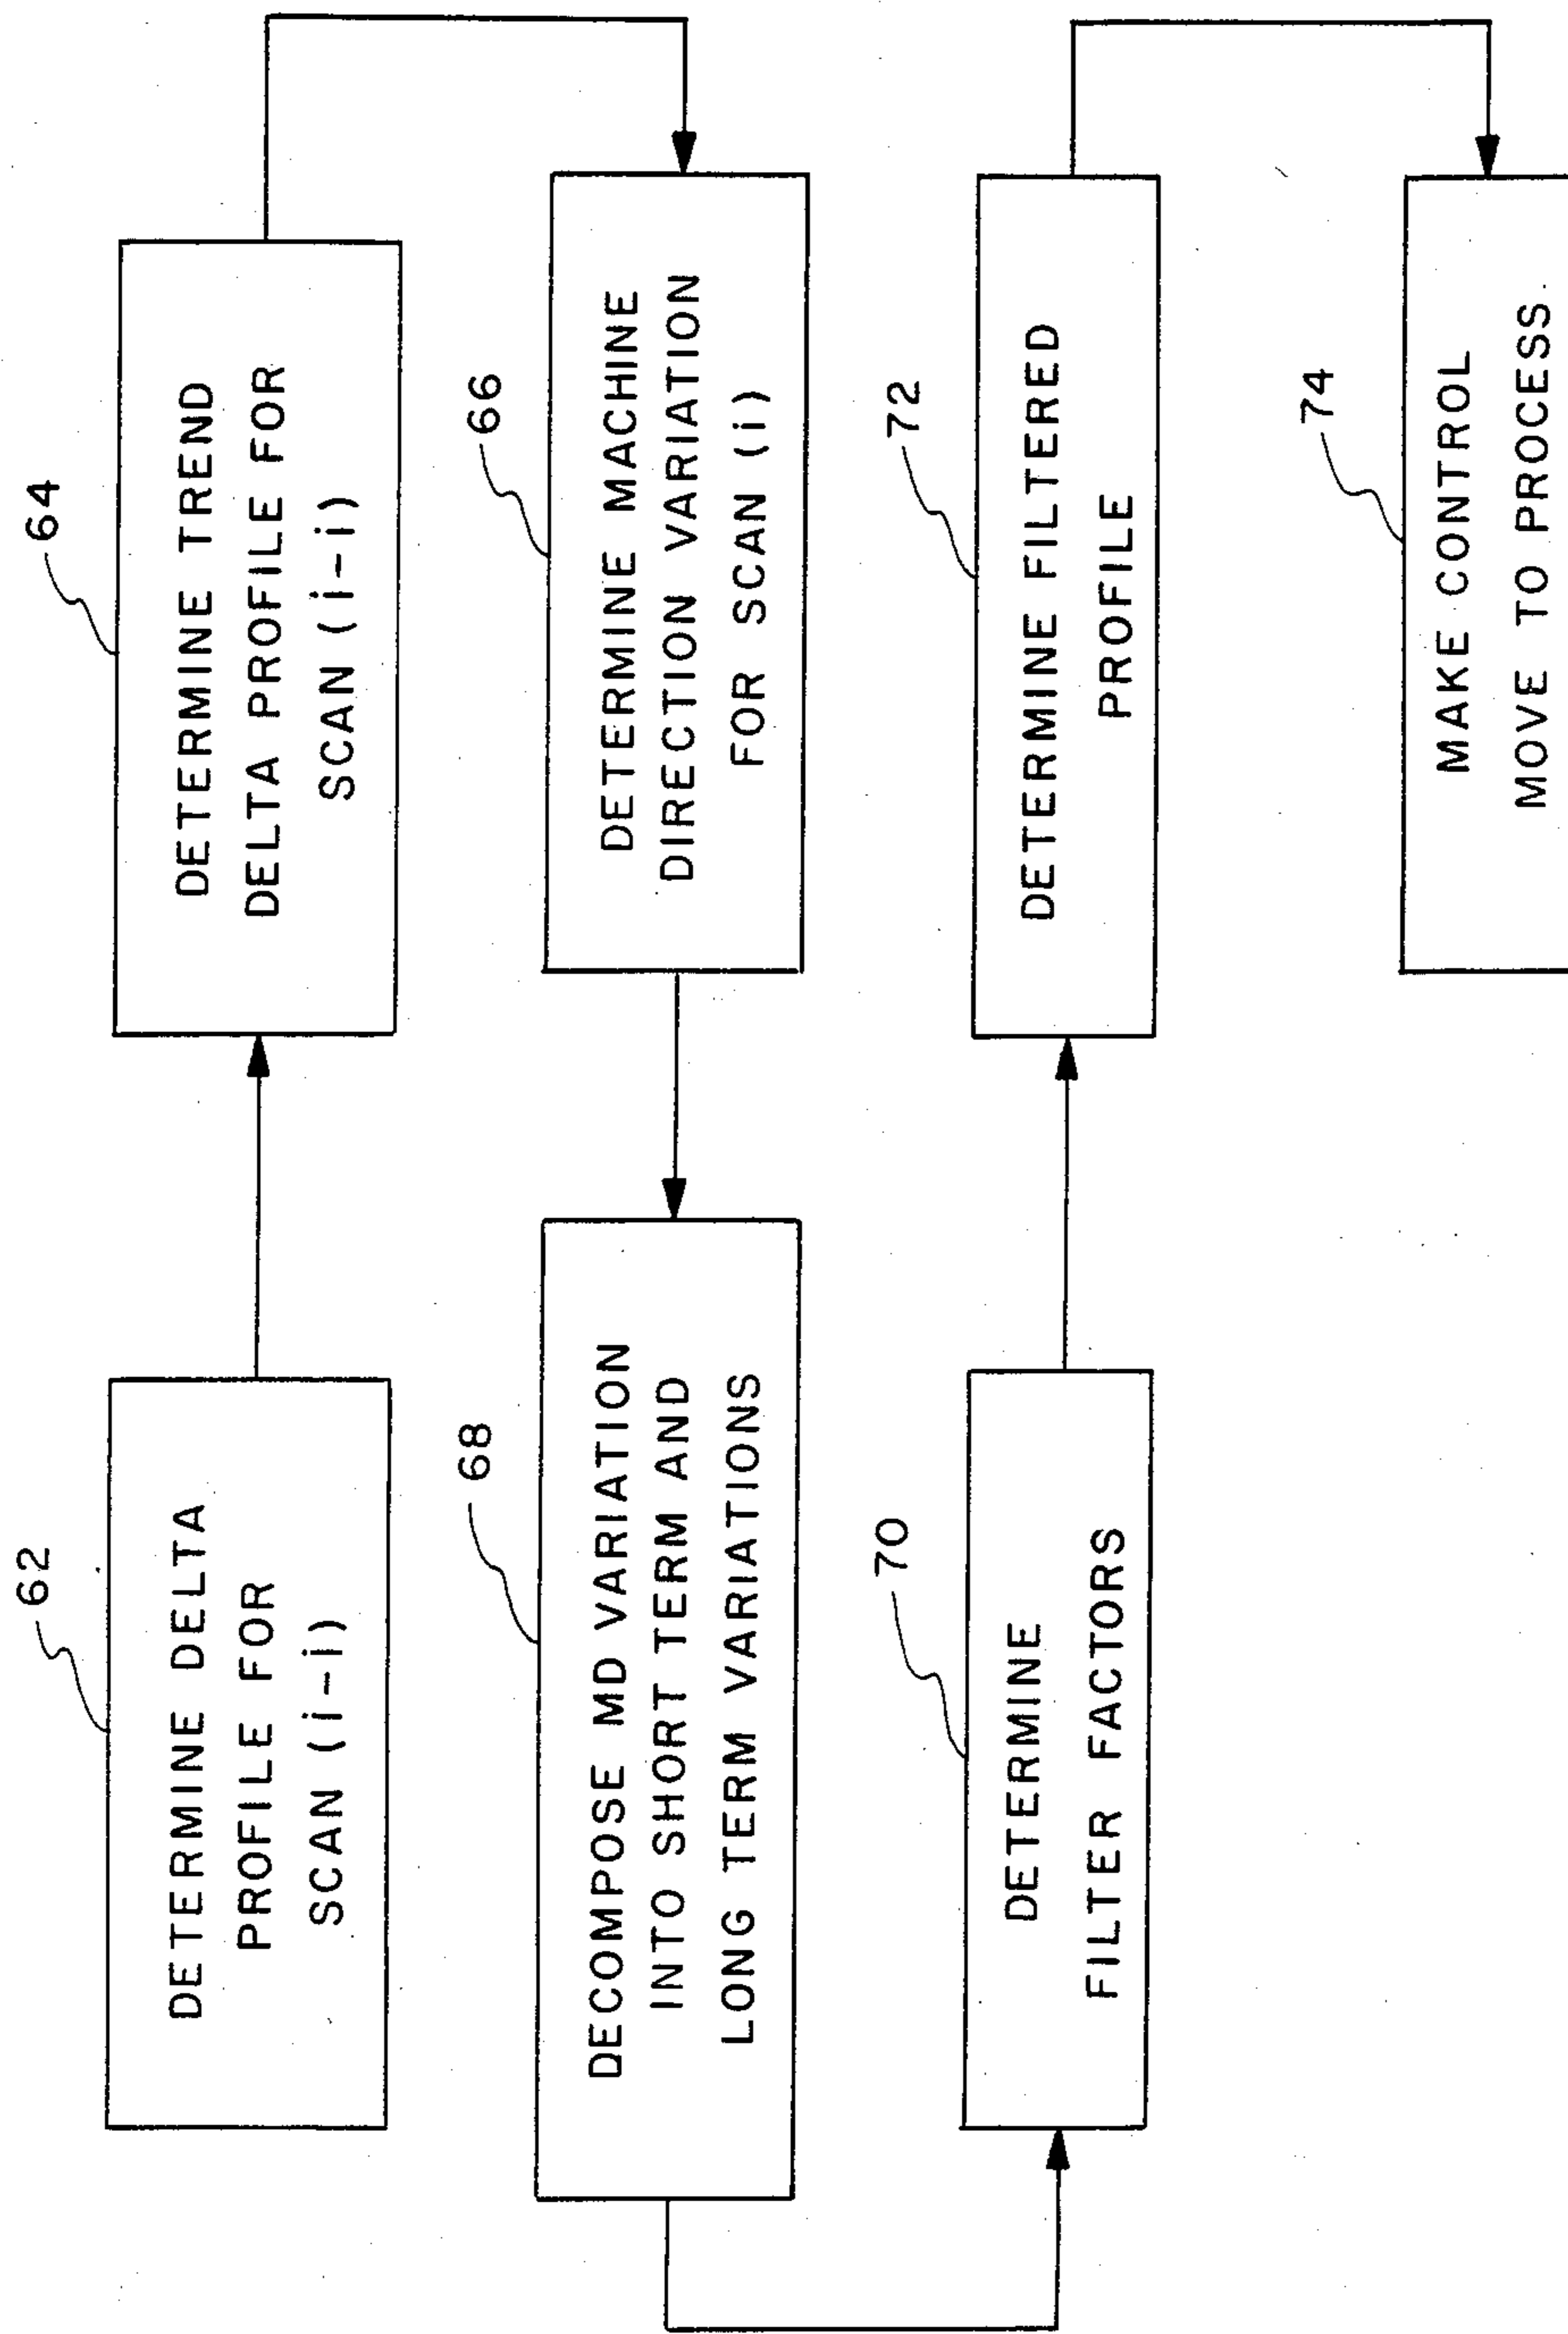 62
DETERMINE DELTA
PROFILE FOR
SCAN (i-i)
64
DETERMINE TREND
DELTA PROFILE FOR
SCAN (i-i)
66
DETERMINE MACHINE
DIRECTION VARIATION
FOR SCAN (i)
68
DECOMPOSE MD VARIATION
INTO SHORT TERM AND
LONG TERM VARIATIONS
70
DETERMINE
FILTER FACTORS
72
DETERMINE FILTERED
PROFILE
74
MAKE CONTROL
MOVE TO PROCESS.